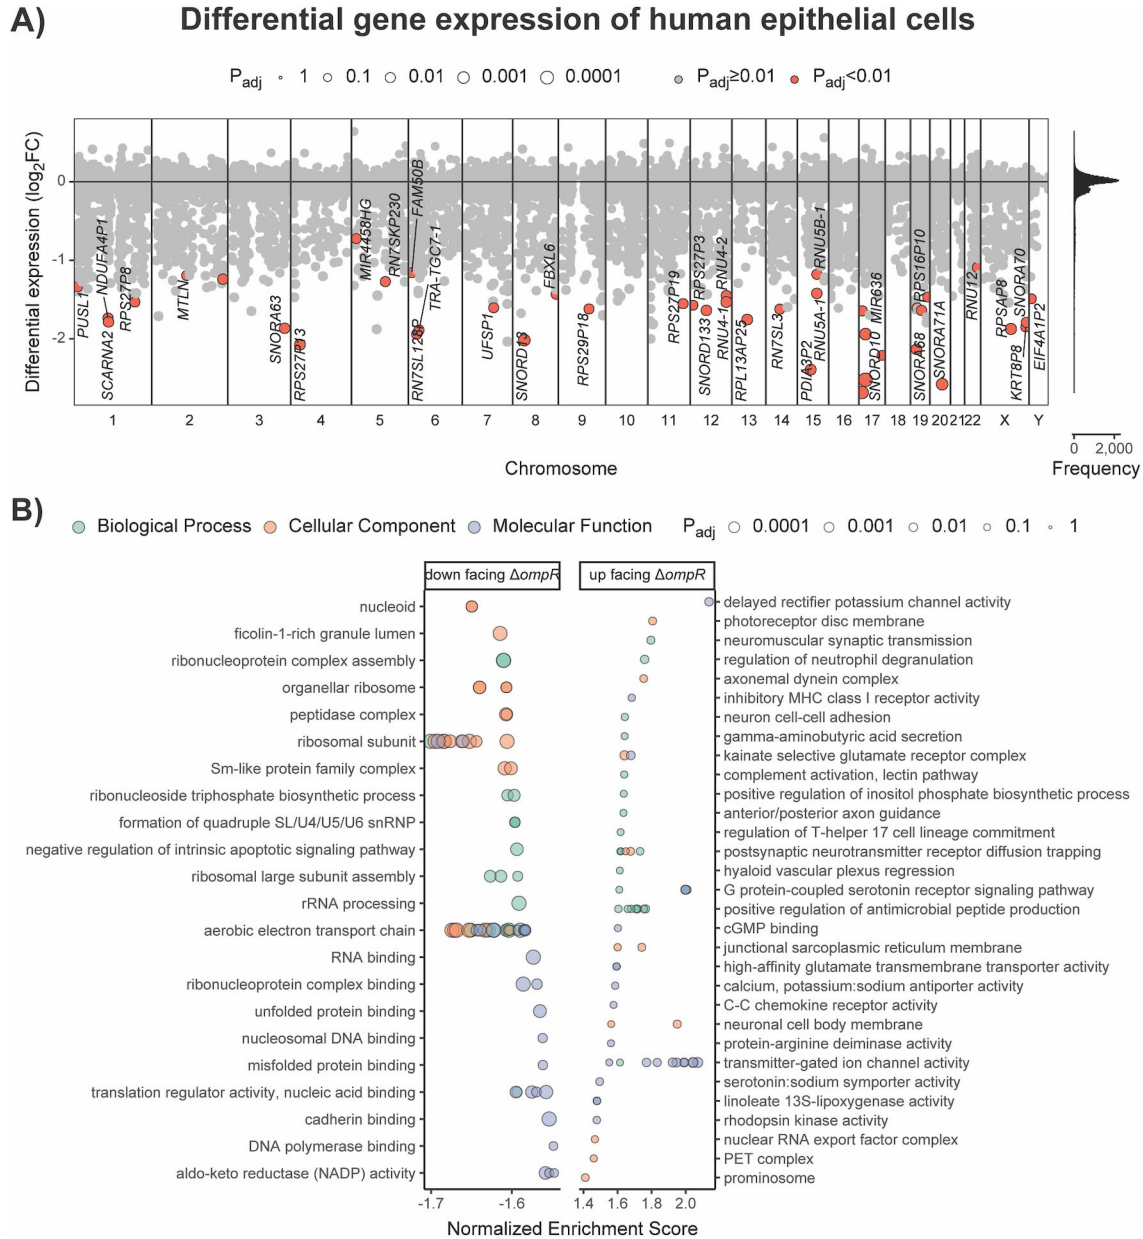 A)
Differential gene expression of human epithelial cells
Padj 1 0.1 0.01 0.001 0.0001 Padj≥0.01 Padj<0.01
Differential expression (log2FC)
0
-1
-2
PUSL1
SCARNA2
NDUFA4P1
RPS27P8
MTLN
SNORA63
RPS27P13
MIR4458HG
RN7SKP230
FAM50B
TRA-TGC7-1
RN7SL128P
UFSP1
SNORD13
FBXL6
RPS29P18
RPS27P19
RPS27P3
SNORD133
RNU4-1
RNU4-2
RPL13AP25
RN7SL3
PDIA3P2
RNU5A-1
RNU5B-1
MIR636
SNORD10
RPS16P10
SNORA68
SNORA71A
RNU12
RPSAP8
SNORA70
KRT8P8
EIF4A1P2
1 2 3 4 5 6 7 8 9 10 11 12 13 14 15 16 17 18 19 20 21 22 X Y
Chromosome
0 2,000
Frequency
B)
Biological Process Cellular Component Molecular Function Padj 0.0001 0.001 0.01 0.1 1
down facing ΔompR
up facing ΔompR
nucleoid
ficolin-1-rich granule lumen
ribonucleoprotein complex assembly
organellar ribosome
peptidase complex
ribosomal subunit
Sm-like protein family complex
ribonucleoside triphosphate biosynthetic process
formation of quadruple SL/U4/U5/U6 snRNP
negative regulation of intrinsic apoptotic signaling pathway
ribosomal large subunit assembly
rRNA processing
aerobic electron transport chain
RNA binding
ribonucleoprotein complex binding
unfolded protein binding
nucleosomal DNA binding
misfolded protein binding
translation regulator activity, nucleic acid binding
cadherin binding
DNA polymerase binding
aldo-keto reductase (NADP) activity
delayed rectifier potassium channel activity
photoreceptor disc membrane
neuromuscular synaptic transmission
regulation of neutrophil degranulation
axonemal dynein complex
inhibitory MHC class I receptor activity
neuron cell-cell adhesion
gamma-aminobutyric acid secretion
kainate selective glutamate receptor complex
complement activation, lectin pathway
positive regulation of inositol phosphate biosynthetic process
anterior/posterior axon guidance
regulation of T-helper 17 cell lineage commitment
postsynaptic neurotransmitter receptor diffusion trapping
hyaloid vascular plexus regression
G protein-coupled serotonin receptor signaling pathway
positive regulation of antimicrobial peptide production
cGMP binding
junctional sarcoplasmic reticulum membrane
high-affinity glutamate transmembrane transporter activity
calcium, potassium:sodium antiporter activity
C-C chemokine receptor activity
neuronal cell body membrane
protein-arginine deiminase activity
transmitter-gated ion channel activity
serotonin:sodium symporter activity
linoleate 13S-lipoxygenase activity
rhodopsin kinase activity
nuclear RNA export factor complex
PET complex
prominosome
-1.7 -1.6
1.4 1.6 1.8 2.0
Normalized Enrichment Score